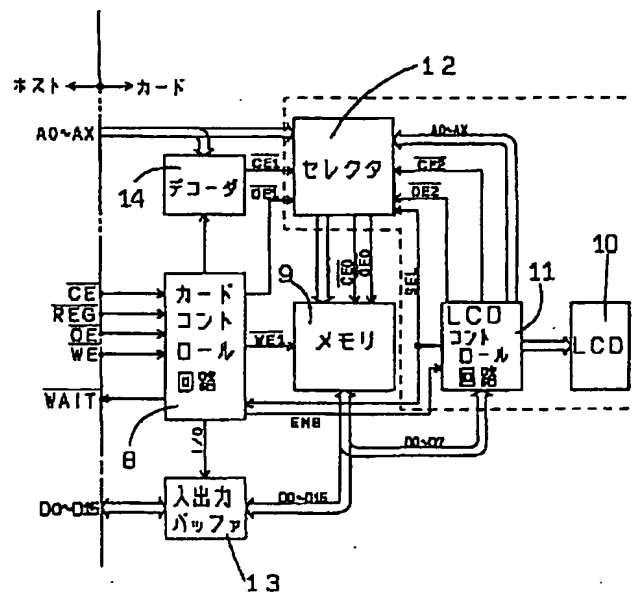 12
ホスト カード
A0~AX
A0~AX
14
デコーダ
CE1
OE1
セレクタ
CE2
OE2
CE0
OE0
SEL
10
11
9
CE
REG
OE
WE
カード
コント
ロール
回路
WE1
メモリ
LCD
コント
ロール
回路
LCD
WAIT
8
ENB
I/O
D0~D7
D0~D15
入出力
バッファ
D0~D15
13